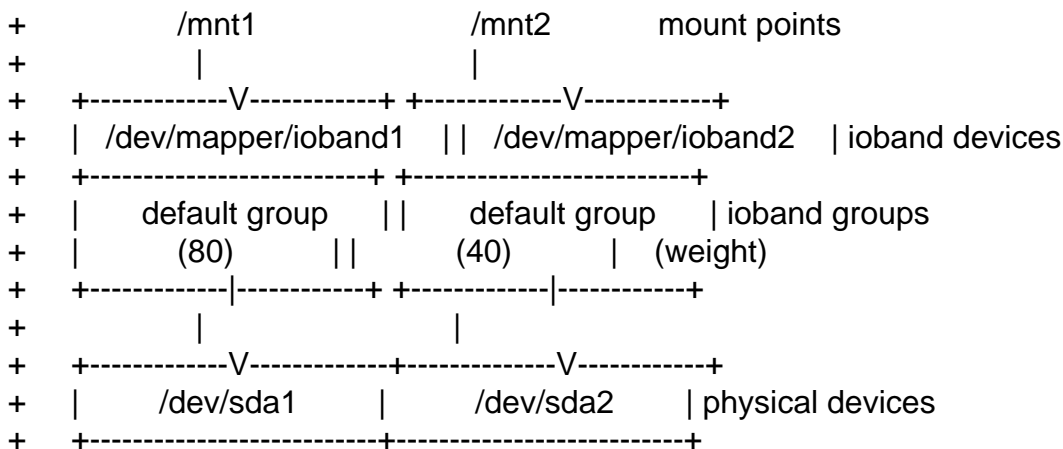 + /mnt1 /mnt2 mount points
+ | |
+ +-------------V------------+ +-------------V------------+
+ | /dev/mapper/ioband1 | | /dev/mapper/ioband2 | ioband devices
+ +--------------------------+ +--------------------------+
+ | default group | | default group | ioband groups
+ | (80) | | (40) | (weight)
+ +-------------|------------+ +-------------|------------+
+ | |
+ +-------------V-------------+--------------V------------+
+ | /dev/sda1 | /dev/sda2 | physical devices
+ +---------------------------+---------------------------+